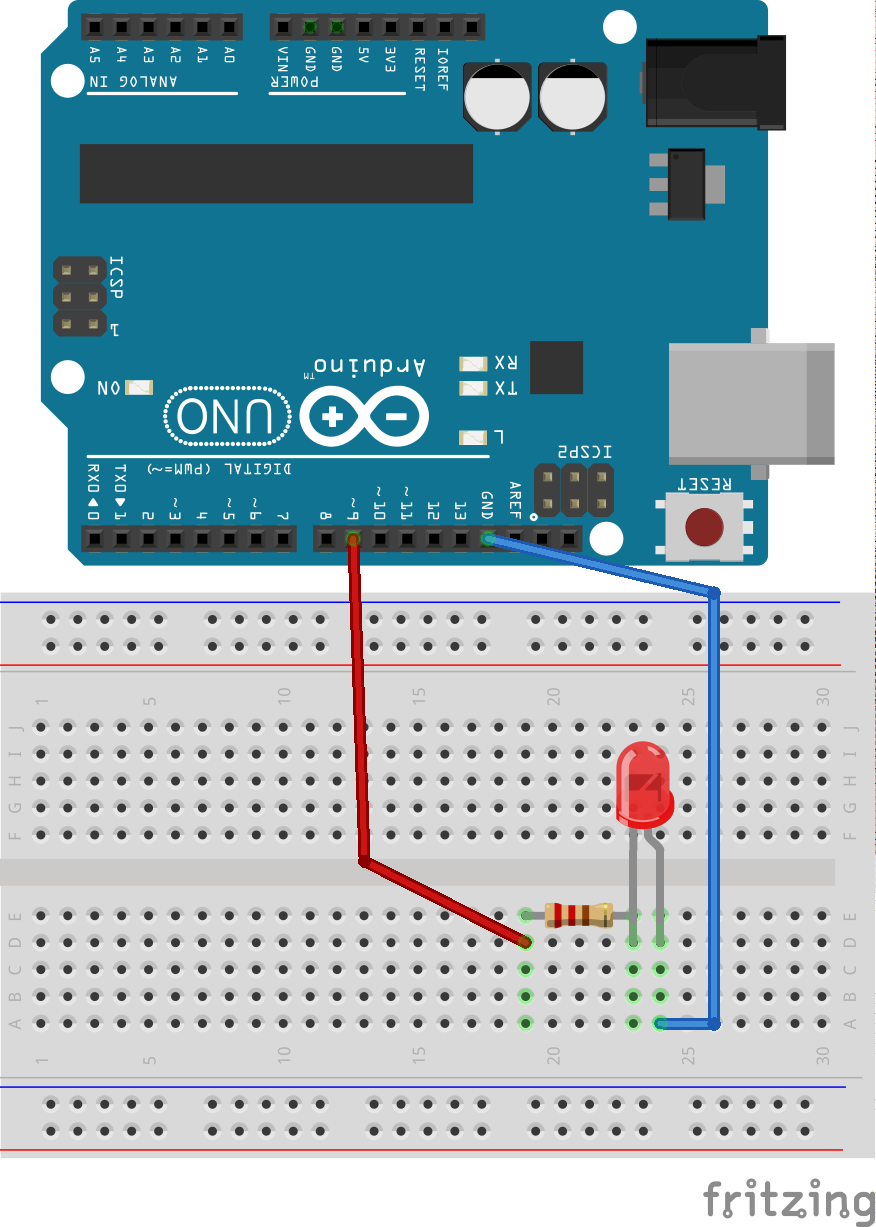 A5 A4 A3 A2 A1 A0 VIN GND GND 5V 3V3 RESET IOREF
ANALOG IN POWER
ICSP
1
Arduino™
RX
ON
TX
UNO
L
ICSP2
DIGITAL (PWM=~)
RESET
RX0◄0 TX0►1 2 ~3 4 ~5 ~6 7 8 ~9 ~10 ~11 12 13 GND AREF
1 5 10 15 20 25 30
J J
I I
H H
G G
F F
E E
D D
C C
B B
A A
1 5 10 15 20 25 30
fritzing